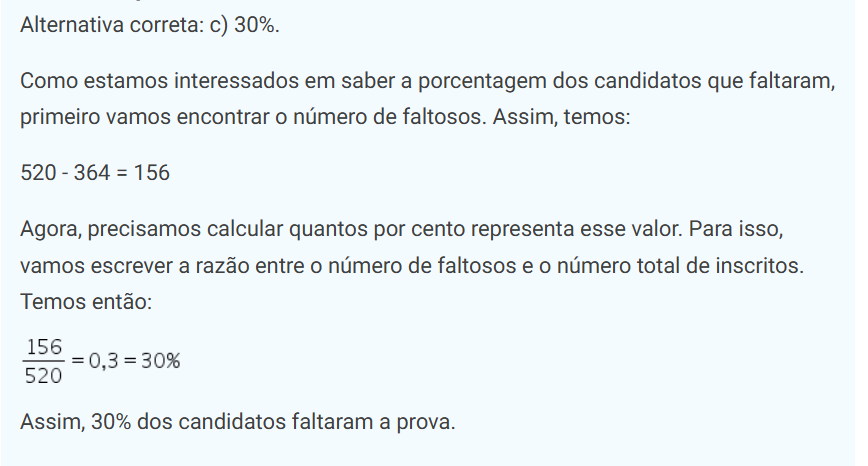 Alternativa correta: c) 30%.
Como estamos interessados em saber a porcentagem dos candidatos que faltaram,
primeiro vamos encontrar o número de faltosos. Assim, temos:
520 - 364 = 156
Agora, precisamos calcular quantos por cento representa esse valor. Para isso,
vamos escrever a razão entre o número de faltosos e o número total de inscritos.
Temos então:
156
520
= 0,3 = 30%
Assim, 30% dos candidatos faltaram a prova.